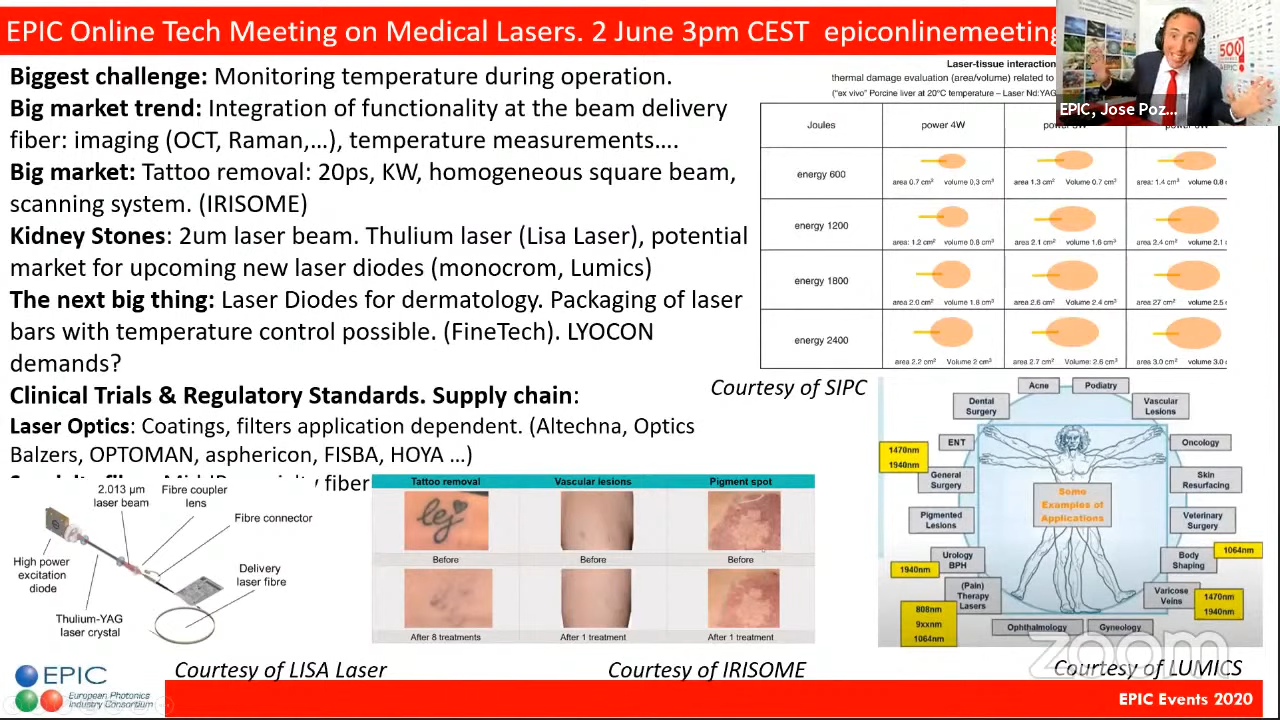 EPIC Online Tech Meeting on Medical Lasers. 2 June 3pm CEST epiconlinemeeting
Biggest challenge: Monitoring temperature during operation.
Big market trend: Integration of functionality at the beam delivery
fiber: imaging (OCT, Raman,...), temperature measurements....
Big market: Tattoo removal: 20ps, KW, homogeneous square beam,
scanning system. (IRISOME)
Kidney Stones: 2um laser beam. Thulium laser (Lisa Laser), potential
market for upcoming new laser diodes (monocrom, Lumics)
The next big thing: Laser Diodes for dermatology. Packaging of laser
bars with temperature control possible. (FineTech). LYOCON
demands?
Clinical Trials & Regulatory Standards. Supply chain:
Laser Optics: Coatings, filters application dependent. (Altechna, Optics
Balzers, OPTOMAN, asphericon, FISBA, HOYA ...)
fiber
EPIC, Jose Poz...
500
EPIC
Laser-tissue interaction
thermal damage evaluation (area/volume) related to
("ex vivo" Porcine liver at 20°C temperature – Laser Nd:YAG
Joules power 4W
energy 600
area 0.7 cm² volume 0,3 cm³ area 1.3 cm² Volume 0.7 cm³ area: 1.4 cm² volume 0.8
energy 1200
area: 1.2 cm² volume 0.8 cm³ area 2.1 cm² Volume 1.6 cm³ area 2.4 cm² volume 2.1
energy 1800
area 2.0 cm² volume 1.8 cm³ area 2.6 cm² Volume 2.4 cm³ area 27 cm² volume 2.5
energy 2400
area 2.2 cm² Volume 2 cm³ area 2.7 cm² Volume: 2.6 cm³ area 3.0 cm² volume 3.0
Courtesy of SIPC
2.013 µm
laser beam
Fibre coupler
lens
Fibre connector
High power
excitation
diode
Delivery
laser fibre
Thulium-YAG
laser crystal
Courtesy of LISA Laser
Tattoo removal Vascular lesions Pigment spot
lej
Before Before Before
After 8 treatments After 1 treatment After 1 treatment
Courtesy of IRISOME
Acne
Podiatry
Dental
Surgery
Vascular
Lesions
ENT
Oncology
1470nm
1940nm
General
Surgery
Skin
Resurfacing
Some
Examples of
Applications
Pigmented
Lesions
Veterinary
Surgery
Urology
BPH
1940nm
Body
Shaping
1064nm
(Pain)
Therapy
Lasers
808nm
9xxnm
1064nm
Varicose
Veins
1470nm
1940nm
Ophthalmology
Gyneology
zoom
Courtesy of LUMICS
EPIC
European Photonics
Industry Consortium
EPIC Events 2020